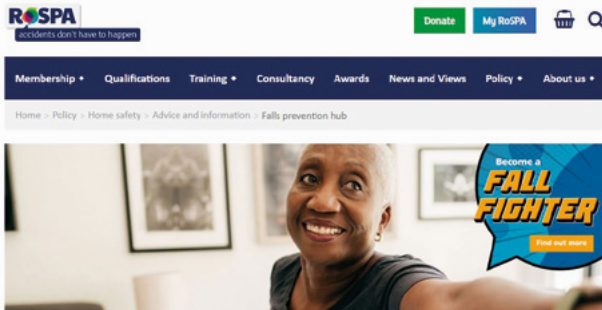 RoSPA
accidents don't have to happen
Donate
My RoSPA
Membership
Qualifications
Training
Consultancy
Awards
News and Views
Policy
About us
Home > Policy > Home safety > Advice and information > Falls prevention hub
Become a
FALL
FIGHTER
Find out more